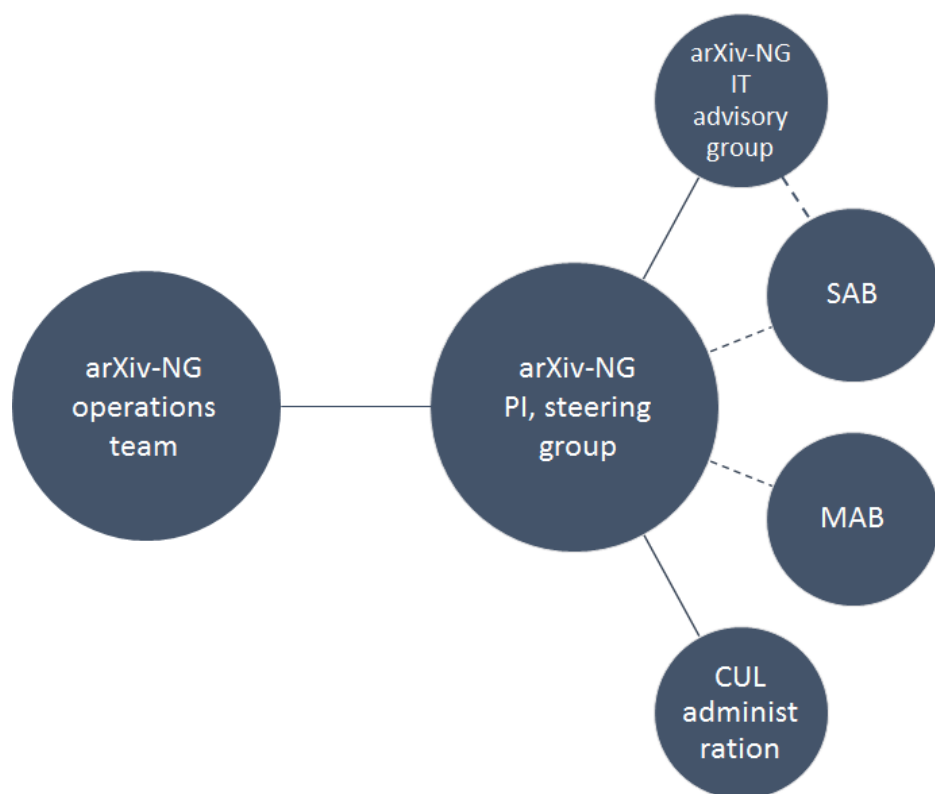 arXiv-NG
IT
advisory
group
SAB
arXiv-NG
operations
team
arXiv-NG
PI, steering
group
MAB
CUL
administ
ration